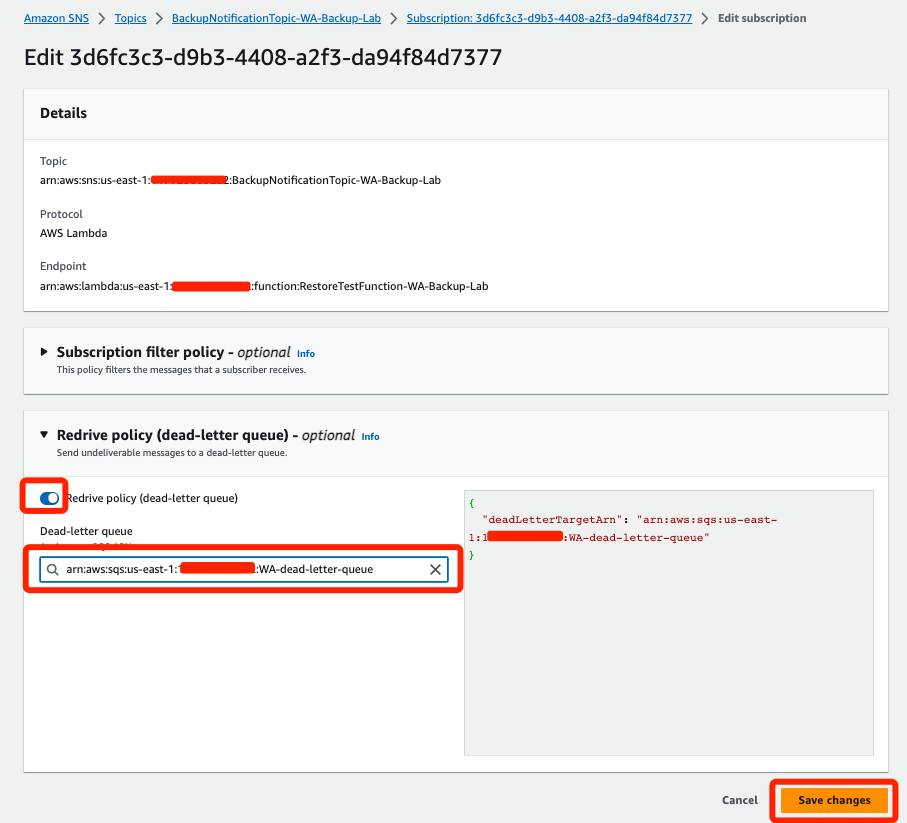 Amazon SNS > Topics > BackupNotificationTopic-WA-Backup-Lab > Subscription: 3d6fc3c3-d9b3-4408-a2f3-da94f84d7377 > Edit subscription
Edit 3d6fc3c3-d9b3-4408-a2f3-da94f84d7377
Details
Topic
arn:aws:sns:us-east-1: 2:BackupNotificationTopic-WA-Backup-Lab
Protocol
AWS Lambda
Endpoint
arn:aws:lambda:us-east-1: :function:RestoreTestFunction-WA-Backup-Lab
Subscription filter policy - optional Info
This policy filters the messages that a subscriber receives.
Redrive policy (dead-letter queue) - optional Info
Send undeliverable messages to a dead-letter queue.
Redrive policy (dead-letter queue)
Dead-letter queue
arn:aws:sqs:us-east-1:1 :WA-dead-letter-queue
{
"deadLetterTargetArn": "arn:aws:sqs:us-east-
1:1 :WA-dead-letter-queue"
}
Cancel
Save changes